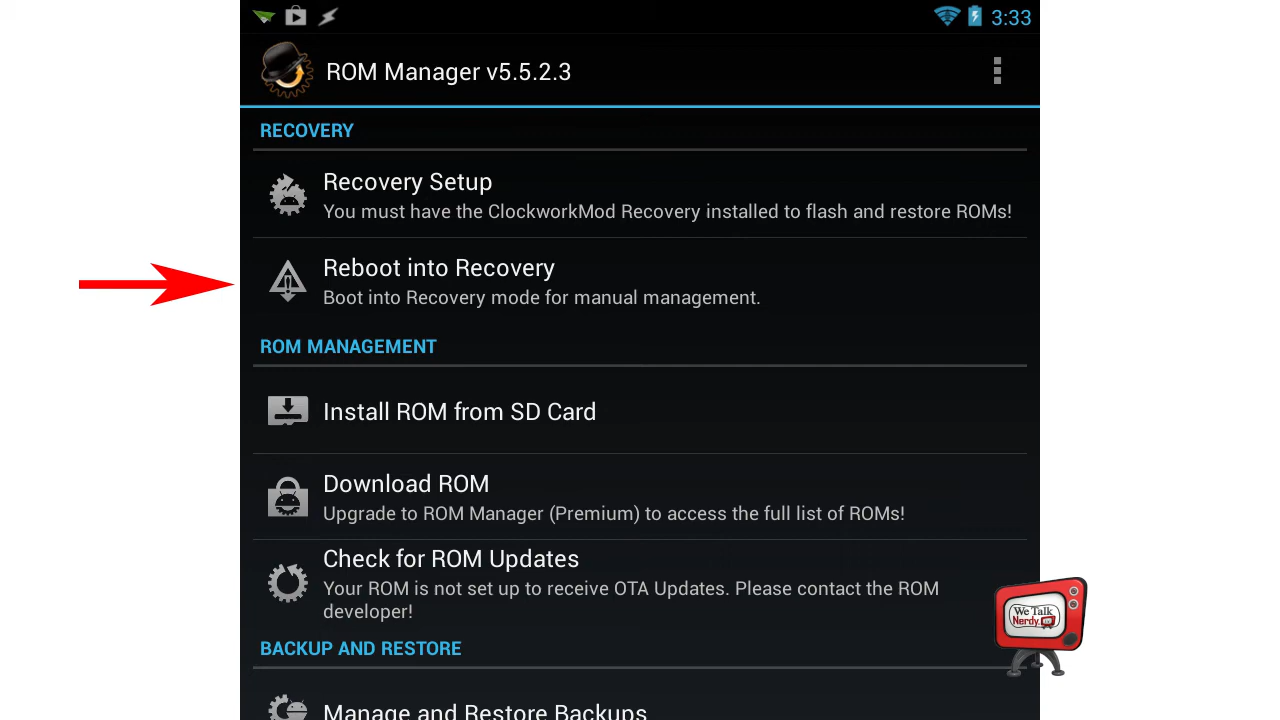 3:33
ROM Manager v5.5.2.3
RECOVERY
Recovery Setup
You must have the ClockworkMod Recovery installed to flash and restore ROMs!
Reboot into Recovery
Boot into Recovery mode for manual management.
ROM MANAGEMENT
Install ROM from SD Card
Download ROM
Upgrade to ROM Manager (Premium) to access the full list of ROMs!
Check for ROM Updates
Your ROM is not set up to receive OTA Updates. Please contact the ROM
developer!
We Talk
Nerdy
BACKUP AND RESTORE
Manage and Restore Backups